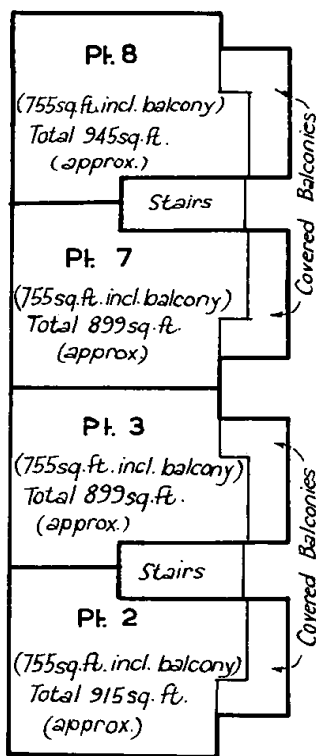 Pt. 8
(755sq.ft. incl. balcony)
Total 945sq.ft.
(approx.)
Covered Balconies
Stairs
Pt. 7
(755sq.ft. incl. balcony)
Total 899sq.ft.
(approx)
Pt. 3
(755sq.ft. incl. balcony)
Total 899sq.ft.
(approx.)
Covered Balconies
Stairs
Pt. 2
(755sq.ft. incl. balcony)
Total 915sq.ft.
(approx.)